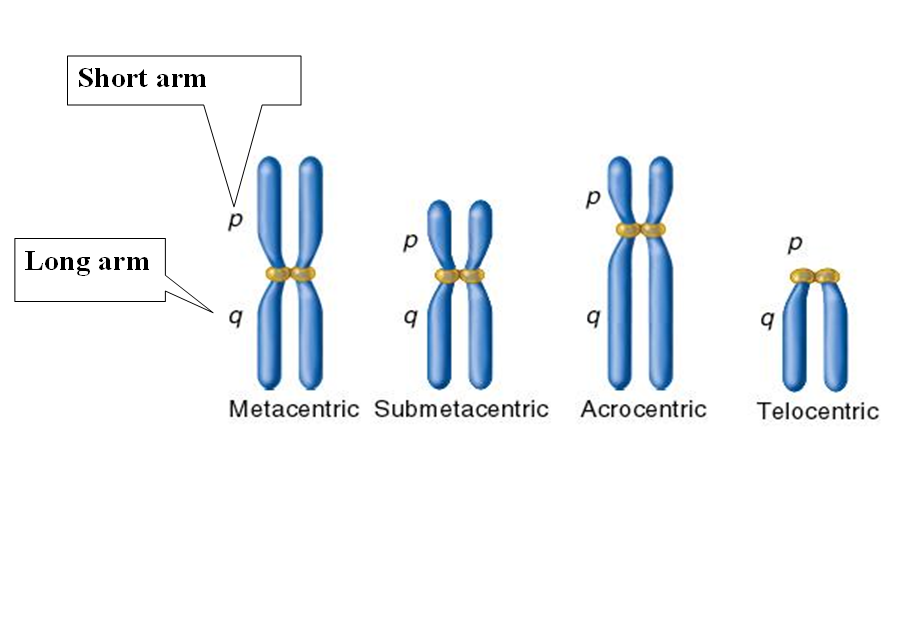 Short arm
p
p
p
p
Long arm
q
q
q
q
Metacentric
Submetacentric
Acrocentric
Telocentric